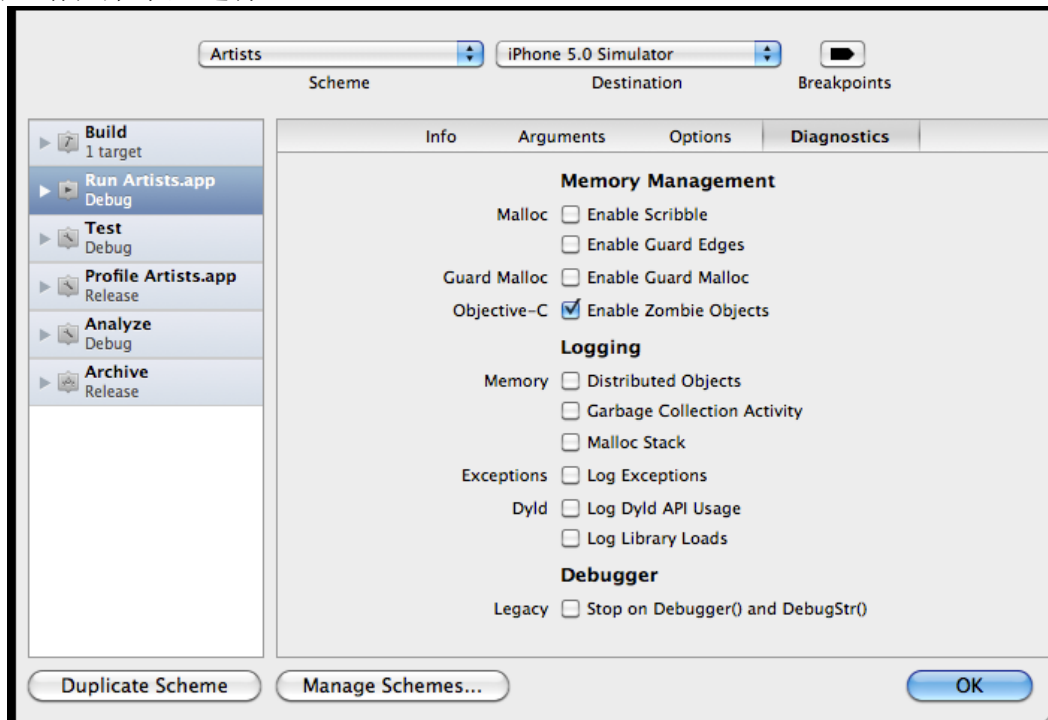 Artists
iPhone 5.0 Simulator
Scheme
Destination
Breakpoints
Build
1 target
Run Artists.app
Debug
Test
Debug
Profile Artists.app
Release
Analyze
Debug
Archive
Release
Info Arguments Options Diagnostics
Memory Management
Malloc Enable Scribble
Enable Guard Edges
Guard Malloc Enable Guard Malloc
Objective-C Enable Zombie Objects
Logging
Memory Distributed Objects
Garbage Collection Activity
Malloc Stack
Exceptions Log Exceptions
Dyld Log Dyld API Usage
Log Library Loads
Debugger
Legacy Stop on Debugger() and DebugStr()
Duplicate Scheme
Manage Schemes...
OK